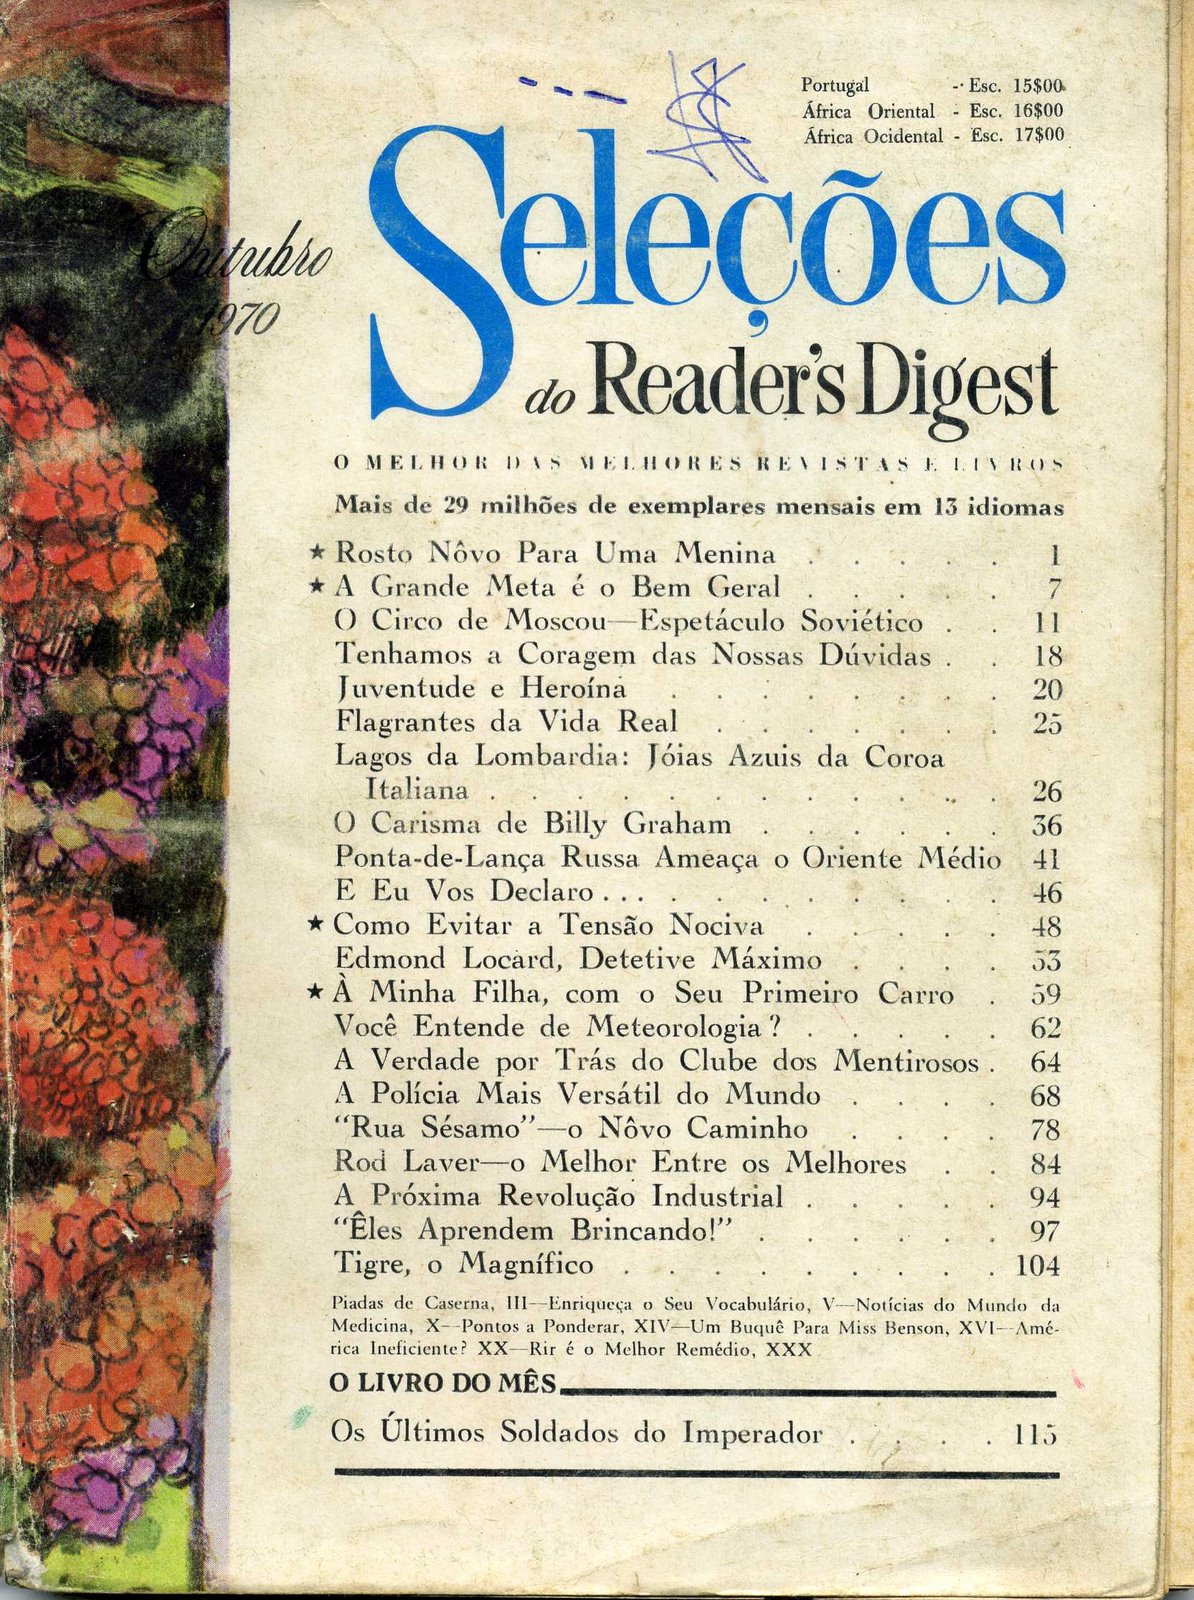 Portugal -- Esc. 15$00
África Oriental - Esc. 16$00
África Ocidental - Esc. 17$00
Outubro
1970
Seleções
do Reader's Digest
O MELHOR DAS MELHORES REVISTAS E LIVROS
Mais de 29 milhões de exemplares mensais em 13 idiomas
★ Rosto Nôvo Para Uma Menina . . . . . 1
★ A Grande Meta é o Bem Geral . . . . . 7
O Circo de Moscou—Espetáculo Soviético . . 11
Tenhamos a Coragem das Nossas Dúvidas . . 18
Juventude e Heroína . . . . . . . . 20
Flagrantes da Vida Real . . . . . . . 25
Lagos da Lombardia: Jóias Azuis da Coroa
Italiana . . . . . . . . . . . . 26
O Carisma de Billy Graham . . . . . . 36
Ponta-de-Lança Russa Ameaça o Oriente Médio 41
E Eu Vos Declaro . . . . . . . . . . . 46
★ Como Evitar a Tensão Nociva . . . . . 48
Edmond Locard, Detetive Máximo . . . . 53
★ À Minha Filha, com o Seu Primeiro Carro . 59
Você Entende de Meteorologia? . . . . . 62
A Verdade por Trás do Clube dos Mentirosos . 64
A Polícia Mais Versátil do Mundo . . . . 68
"Rua Sésamo"—o Nôvo Caminho . . . . 78
Rod Laver—o Melhor Entre os Melhores . . 84
A Próxima Revolução Industrial . . . . . 94
"Êles Aprendem Brincando!" . . . . . . 97
Tigre, o Magnífico . . . . . . . . . 104
Piadas de Caserna, III—Enriqueça o Seu Vocabulário, V—Notícias do Mundo da
Medicina, X—Pontos a Ponderar, XIV—Um Buquê Para Miss Benson, XVI—Amé-
rica Ineficiente? XX—Rir é o Melhor Remédio, XXX
O LIVRO DO MÊS
Os Últimos Soldados do Imperador . . . . 115